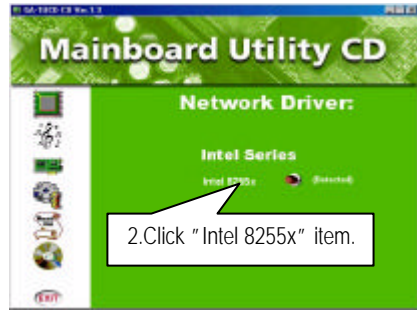 Mainboard Utility CD
Network Driver:
Intel Series
Intel 8255x (Detected)
2.Click "Intel 8255x" item.
EXIT